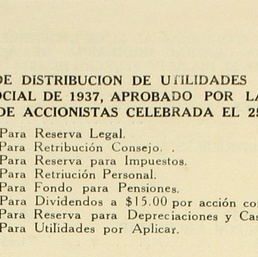 DE DISTRIBUCION DE UTILIDADES
OCIAL DE 1937, APROBADO POR LA
DE ACCIONISTAS CELEBRADA EL 25
Para Reserva Legal.
Para Retribución Consejo. .
Para Reserva para Impuestos.
Para Retriución Personal.
Para Fondo para Pensiones.
Para Dividendos a $15.00 por acción con
Para Reserva para Depreciaciones y Cas
Para Utilidades por Aplicar.